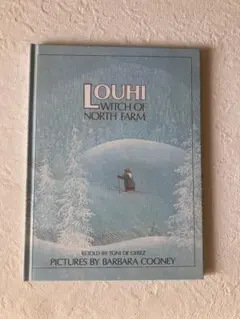 LOUHI
WITCH OF
NORTH FARM
RETOLD BY TONI DE GEREZ
PICTURES BY BARBARA COONEY